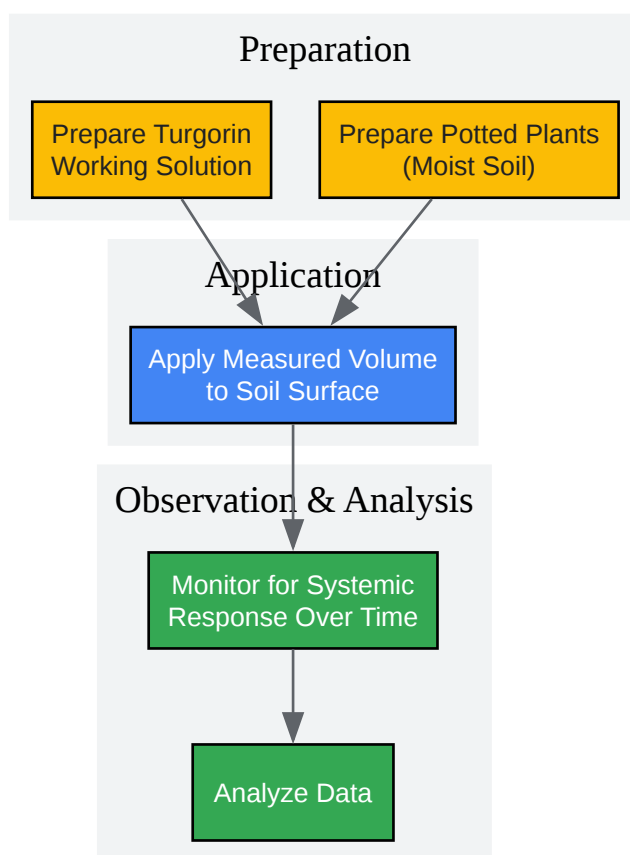 Preparation
Prepare Turgorin
Working Solution
Prepare Potted Plants
(Moist Soil)
Application
Apply Measured Volume
to Soil Surface
Observation & Analysis
Monitor for Systemic
Response Over Time
Analyze Data